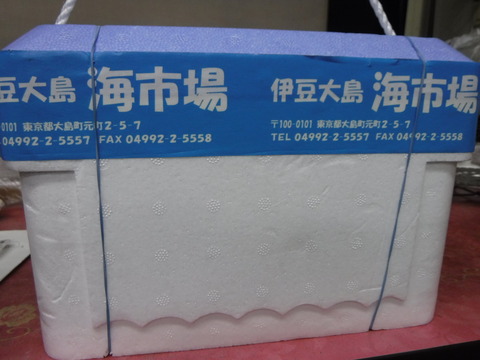 豆大島 海市場
-0101 東京都大島町元町2-5-7
04992-2-5557 FAX 04992-2-5558
伊豆大島 海市場
〒100-0101 東京都大島町元町2-5-7
TEL 04992-2-5557 FAX 04992-2-5558